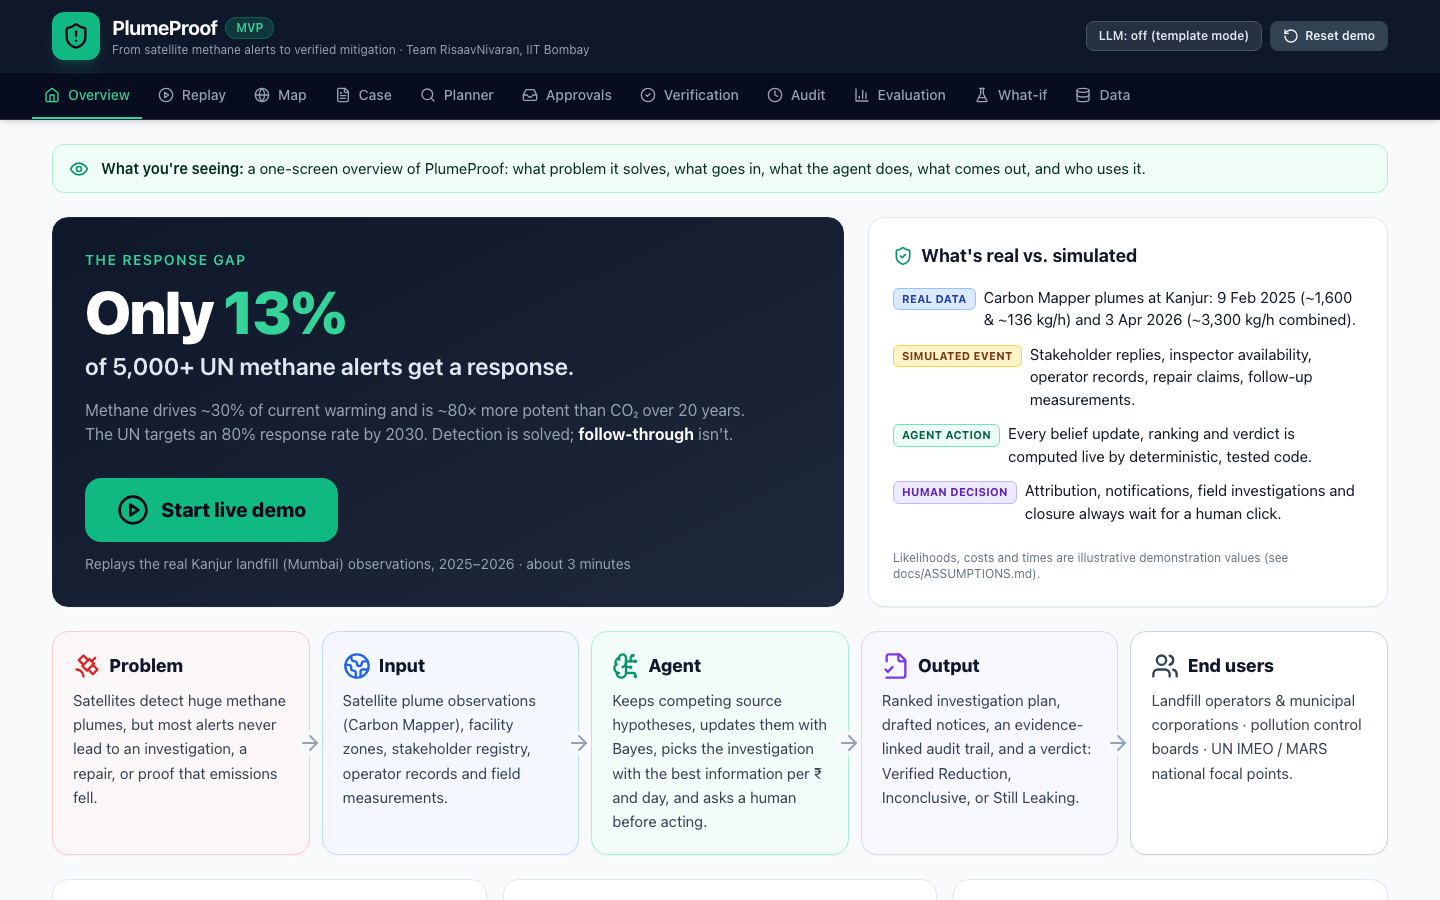 PlumeProof MVP
From satellite methane alerts to verified mitigation · Team RisaavNivaran, IIT Bombay
LLM: off (template mode)
Reset demo
Overview
Replay
Map
Case
Planner
Approvals
Verification
Audit
Evaluation
What-if
Data
What you're seeing: a one-screen overview of PlumeProof: what problem it solves, what goes in, what the agent does, what comes out, and who uses it.
THE RESPONSE GAP
Only 13%
of 5,000+ UN methane alerts get a response.
Methane drives ~30% of current warming and is ~80× more potent than CO₂ over 20 years.
The UN targets an 80% response rate by 2030. Detection is solved; follow-through isn't.
Start live demo
Replays the real Kanjur landfill (Mumbai) observations, 2025–2026 · about 3 minutes
What's real vs. simulated
REAL DATA Carbon Mapper plumes at Kanjur: 9 Feb 2025 (~1,600
& ~136 kg/h) and 3 Apr 2026 (~3,300 kg/h combined).
SIMULATED EVENT Stakeholder replies, inspector availability,
operator records, repair claims, follow-up
measurements.
AGENT ACTION Every belief update, ranking and verdict is
computed live by deterministic, tested code.
HUMAN DECISION Attribution, notifications, field investigations and
closure always wait for a human click.
Likelihoods, costs and times are illustrative demonstration values (see
docs/ASSUMPTIONS.md).
Problem
Satellites detect huge methane
plumes, but most alerts never
lead to an investigation, a
repair, or proof that emissions
fell.
Input
Satellite plume observations
(Carbon Mapper), facility
zones, stakeholder registry,
operator records and field
measurements.
Agent
Keeps competing source
hypotheses, updates them with
Bayes, picks the investigation
with the best information per ₹
and day, and asks a human
before acting.
Output
Ranked investigation plan,
drafted notices, an evidence-
linked audit trail, and a verdict:
Verified Reduction,
Inconclusive, or Still Leaking.
End users
Landfill operators & municipal
corporations · pollution control
boards · UN IMEO / MARS
national focal points.